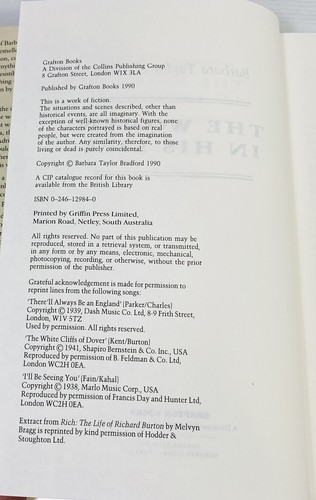 Grafton Books
A Division of the Collins Publishing Group
8 Grafton Street, London W1X 3LA
Published by Grafton Books 1990
This is a work of fiction.
The situations and scenes described, other than
historical events, are all imaginary. With the
exception of well-known historical figures, none
of the characters portrayed is based on real
people, but were created from the imagination
of the author. Any similarity, therefore, to those
living or dead is purely coincidental.
Copyright © Barbara Taylor Bradford 1990
A CIP catalogue record for this book is
available from the British Library
ISBN 0-246-12984-0
Printed by Griffin Press Limited,
Marion Road, Netley, South Australia
All rights reserved. No part of this publication may be
reproduced, stored in a retrieval system, or transmitted,
in any form or by any means, electronic, mechanical,
photocopying, recording, or otherwise, without the prior
permission of the publisher.
Grateful acknowledgement is made for permission to
reprint lines from the following songs:
'There'll Always Be an England' (Parker/Charles)
Copyright © 1939, Dash Music Co. Ltd, 8-9 Frith Street,
London, W1V 5TZ
Used by permission. All rights reserved.
'The White Cliffs of Dover' (Kent/Burton)
Copyright © 1941, Shapiro Bernstein & Co. Inc., USA
Reproduced by permission of B. Feldman & Co. Ltd,
London WC2H 0EA.
'I'll Be Seeing You' (Fain/Kahal)
Copyright © 1938, Marlo Music Corp., USA
Reproduced by permission of Francis Day and Hunter Ltd,
London WC2H 0EA.
Extract from Rich: The Life of Richard Burton by Melvyn
Bragg is reprinted by kind permission of Hodder &
Stoughton Ltd.